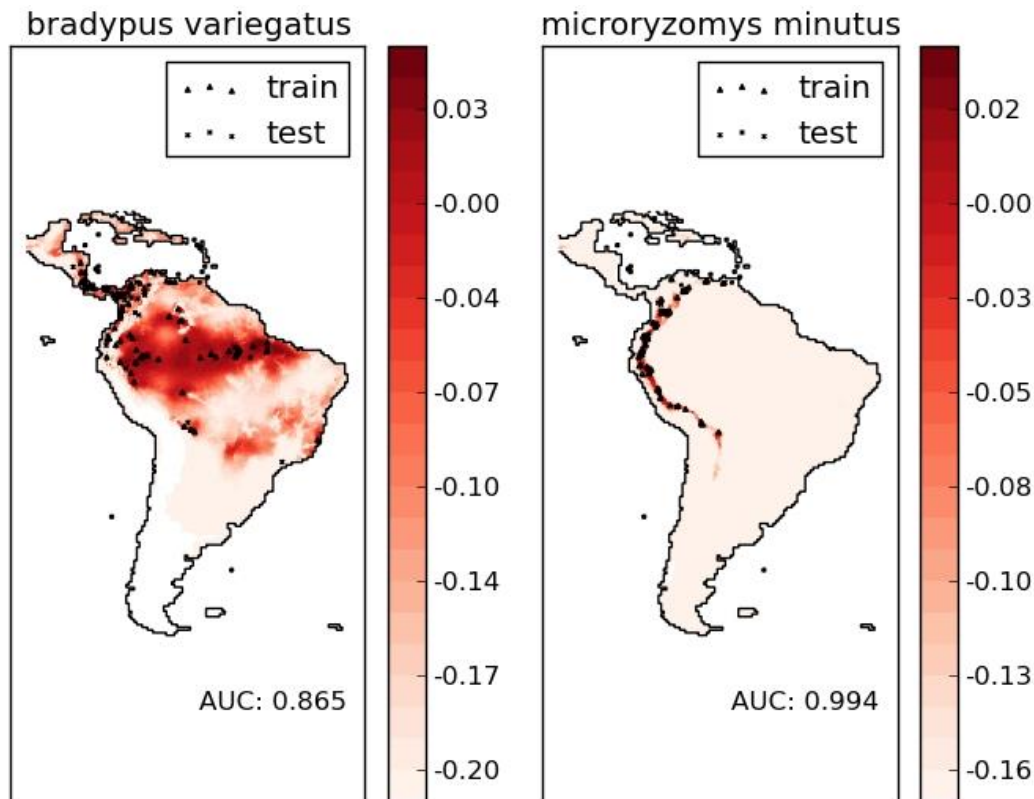 bradypus variegatus
train
test
0.03
-0.00
-0.04
-0.07
-0.10
-0.14
-0.17
-0.20
AUC: 0.865
microryzomys minutus
train
test
0.02
-0.00
-0.03
-0.05
-0.08
-0.10
-0.13
-0.16
AUC: 0.994